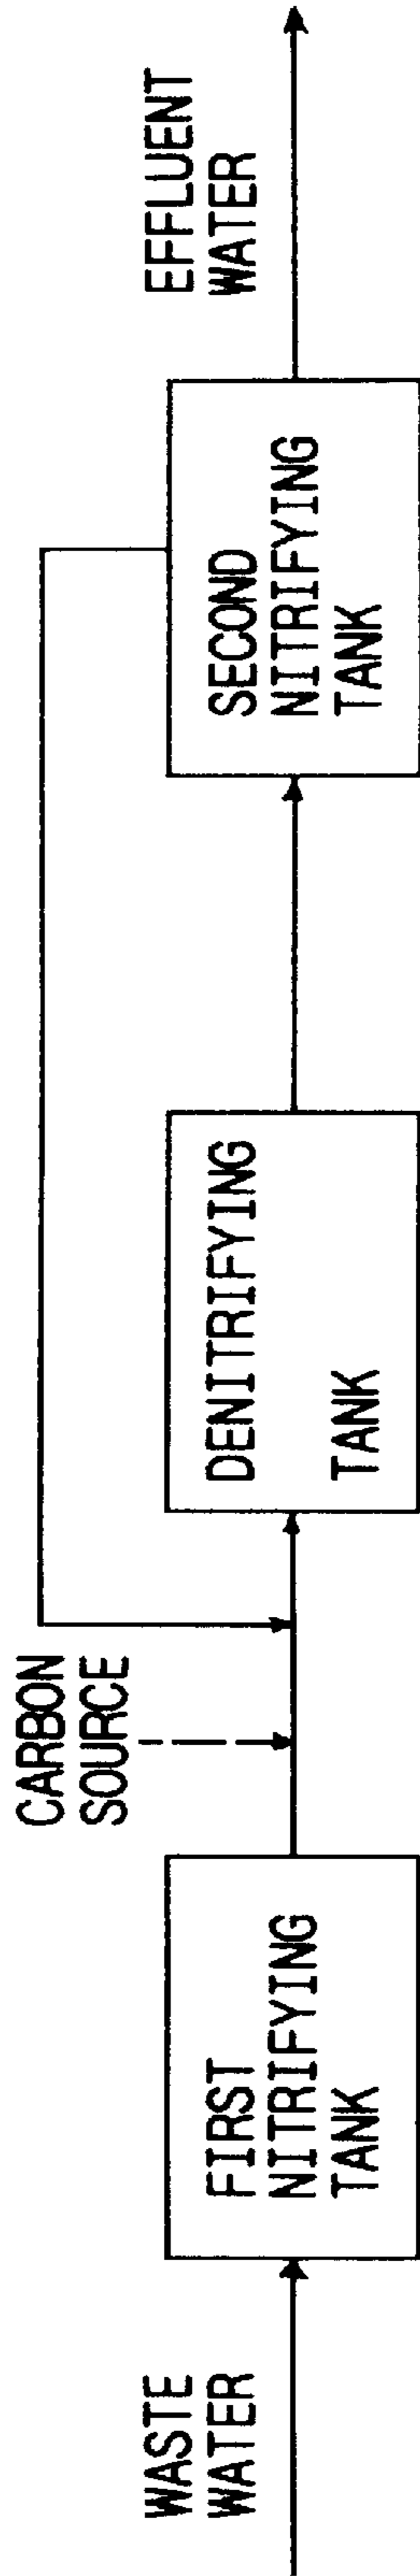 WASTE
WATER
FIRST
NITRIFYING
TANK
CARBON
SOURCE
DENITRIFYING
TANK
SECOND
NITRIFYING
TANK
EFFLUENT
WATER